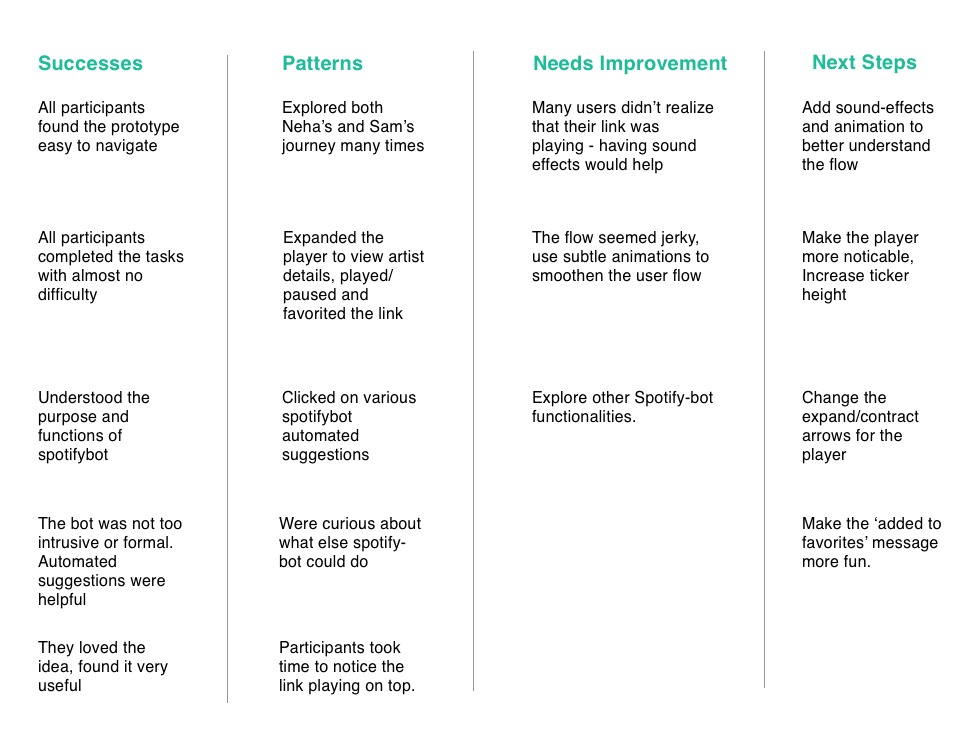 Successes
All participants
found the prototype
easy to navigate
All participants
completed the tasks
with almost no
difficulty
Understood the
purpose and
functions of
spotifybot
The bot was not too
intrusive or formal.
Automated
suggestions were
helpful
They loved the
idea, found it very
useful
Patterns
Explored both
Neha’s and Sam’s
journey many times
Expanded the
player to view artist
details, played/
paused and
favorited the link
Clicked on various
spotifybot
automated
suggestions
Were curious about
what else spotify-
bot could do
Participants took
time to notice the
link playing on top.
Needs Improvement
Many users didn’t realize
that their link was
playing - having sound
effects would help
The flow seemed jerky,
use subtle animations to
smoothen the user flow
Explore other Spotify-bot
functionalities.
Next Steps
Add sound-effects
and animation to
better understand
the flow
Make the player
more noticable,
Increase ticker
height
Change the
expand/contract
arrows for the
player
Make the ‘added to
favorites’ message
more fun.